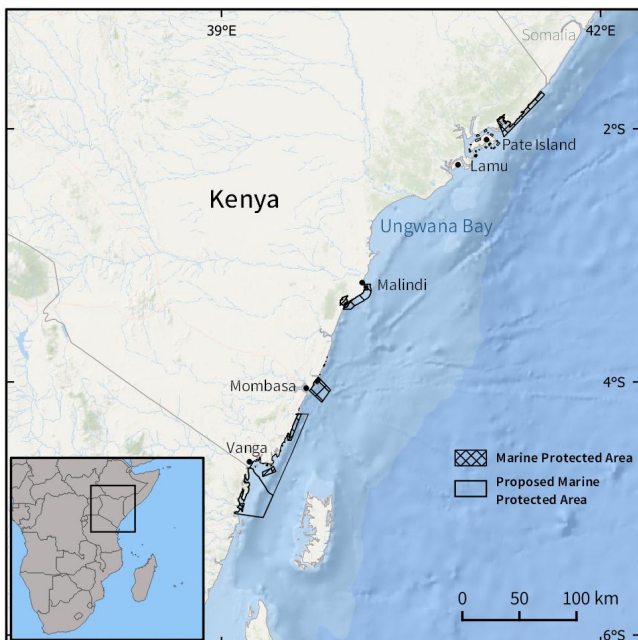 39°E
42°E
Somalia
2°S
Pate Island
Lamu
Kenya
Ungwana Bay
Malindi
Mombasa
4°S
Vanga
Marine Protected Area
Proposed Marine
Protected Area
0 50 100 km
6°S